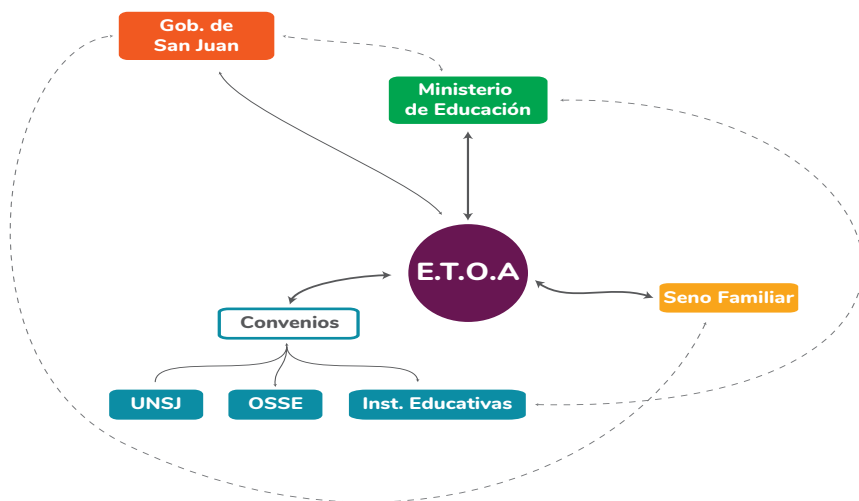 Gob. de
San Juan
Ministerio
de Educación
E.T.O.A
Seno Familiar
Convenios
UNSJ
OSSE
Inst. Educativas